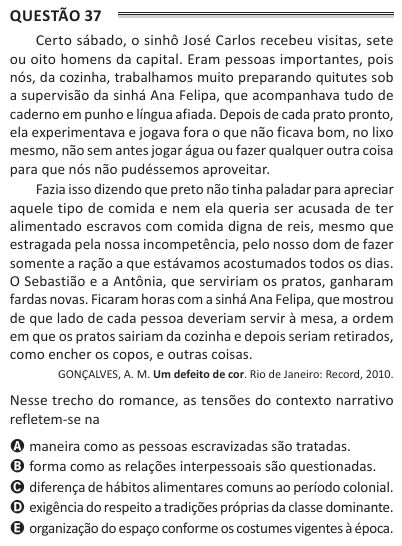 QUESTÃO 37
Certo sábado, o sinhô José Carlos recebeu visitas, sete
ou oito homens da capital. Eram pessoas importantes, pois
nós, da cozinha, trabalhamos muito preparando quitutes sob
a supervisão da sinhá Ana Felipa, que acompanhava tudo de
caderno em punho e língua afiada. Depois de cada prato pronto,
ela experimentava e jogava fora o que não ficava bom, no lixo
mesmo, não sem antes jogar água ou fazer qualquer outra coisa
para que nós não pudéssemos aproveitar.
Fazia isso dizendo que preto não tinha paladar para apreciar
aquele tipo de comida e nem ela queria ser acusada de ter
alimentado escravos com comida digna de reis, mesmo que
estragada pela nossa incompetência, pelo nosso dom de fazer
somente a ração a que estávamos acostumados todos os dias.
O Sebastião e a Antônia, que serviriam os pratos, ganharam
fardas novas. Ficaram horas com a sinhá Ana Felipa, que mostrou
de que lado de cada pessoa deveriam servir à mesa, a ordem
em que os pratos sairiam da cozinha e depois seriam retirados,
como encher os copos, e outras coisas.
GONÇALVES, A. M. Um defeito de cor. Rio de Janeiro: Record, 2010.
Nesse trecho do romance, as tensões do contexto narrativo
refletem-se na
A maneira como as pessoas escravizadas são tratadas.
B forma como as relações interpessoais são questionadas.
C diferença de hábitos alimentares comuns ao período colonial.
D exigência do respeito a tradições próprias da classe dominante.
E organização do espaço conforme os costumes vigentes à época.